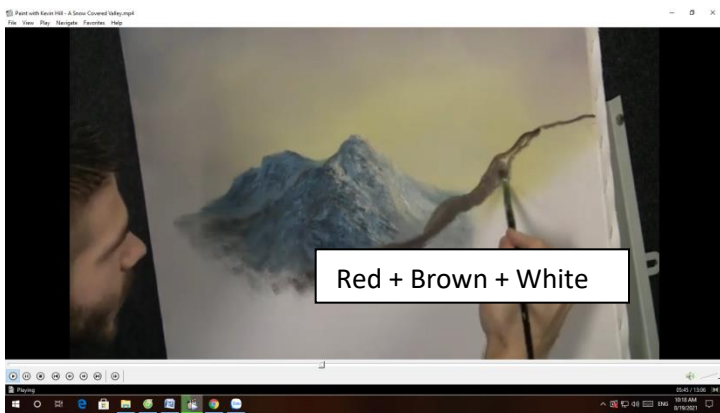 Paint with Kevin Hill - A Snow Covered Valley.mp4
File View Play Navigate Favorites Help
Red + Brown + White
Playing
05:45 / 13:06
10:18 AM
ENG
8/19/2021